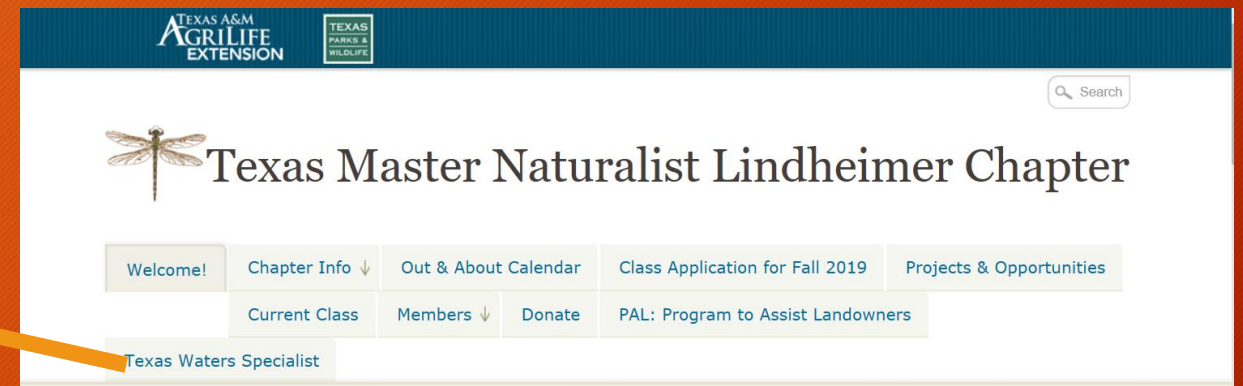 TEXAS A&M
AGRILIFE
EXTENSION
TEXAS
PARKS &
WILDLIFE
Search
Texas Master Naturalist Lindheimer Chapter
Welcome! Chapter Info ↓ Out & About Calendar Class Application for Fall 2019 Projects & Opportunities
Current Class Members ↓ Donate PAL: Program to Assist Landowners
Texas Waters Specialist